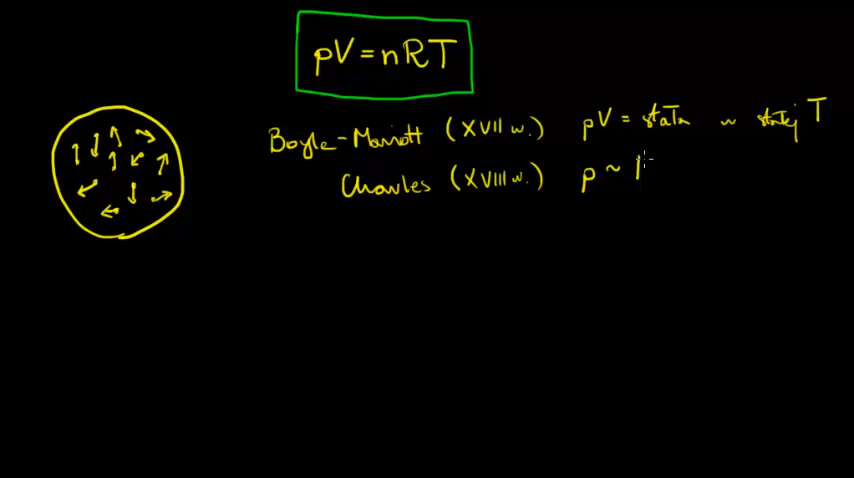 pV = nRT
Boyle-Mariott (XVII w.) pV = stała w stałej T
Charles (XVIII w.) p ~